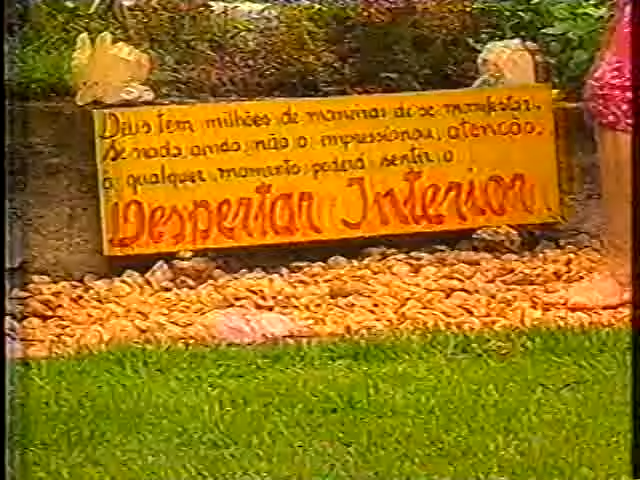 Deus tem milhões de maneiras de se manifestar.
Se nada ainda não o impressionou, atenção,
a qualquer momento poderá sentir o
Despertar Interior